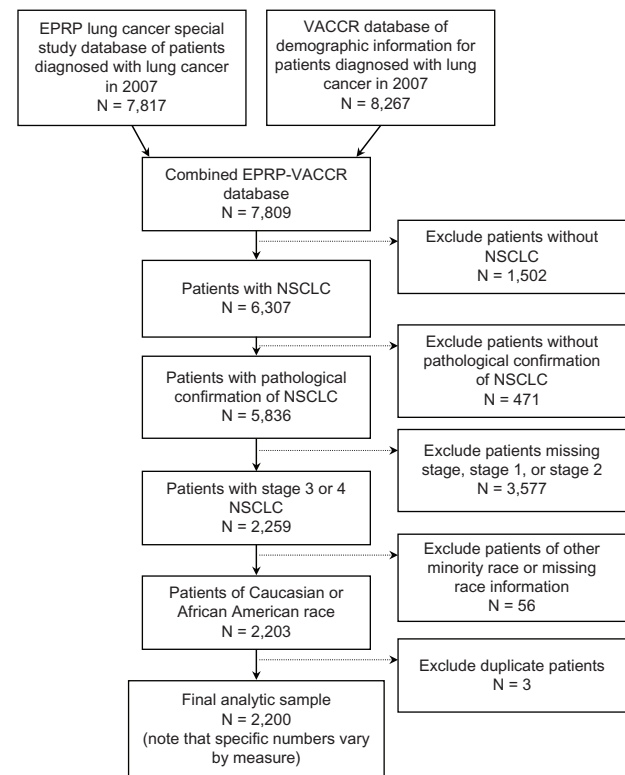 EPRP lung cancer special
study database of patients
diagnosed with lung cancer
in 2007
N = 7,817
VACCR database of
demographic information for
patients diagnosed with lung
cancer in 2007
N = 8,267
Combined EPRP-VACCR
database
N = 7,809
Exclude patients without
NSCLC
N = 1,502
Patients with NSCLC
N = 6,307
Exclude patients without
pathological confirmation
of NSCLC
N = 471
Patients with pathological
confirmation of NSCLC
N = 5,836
Exclude patients missing
stage, stage 1, or stage 2
N = 3,577
Patients with stage 3 or 4
NSCLC
N = 2,259
Exclude patients of other
minority race or missing
race information
N = 56
Patients of Caucasian or
African American race
N = 2,203
Exclude duplicate patients
N = 3
Final analytic sample
N = 2,200
(note that specific numbers vary
by measure)